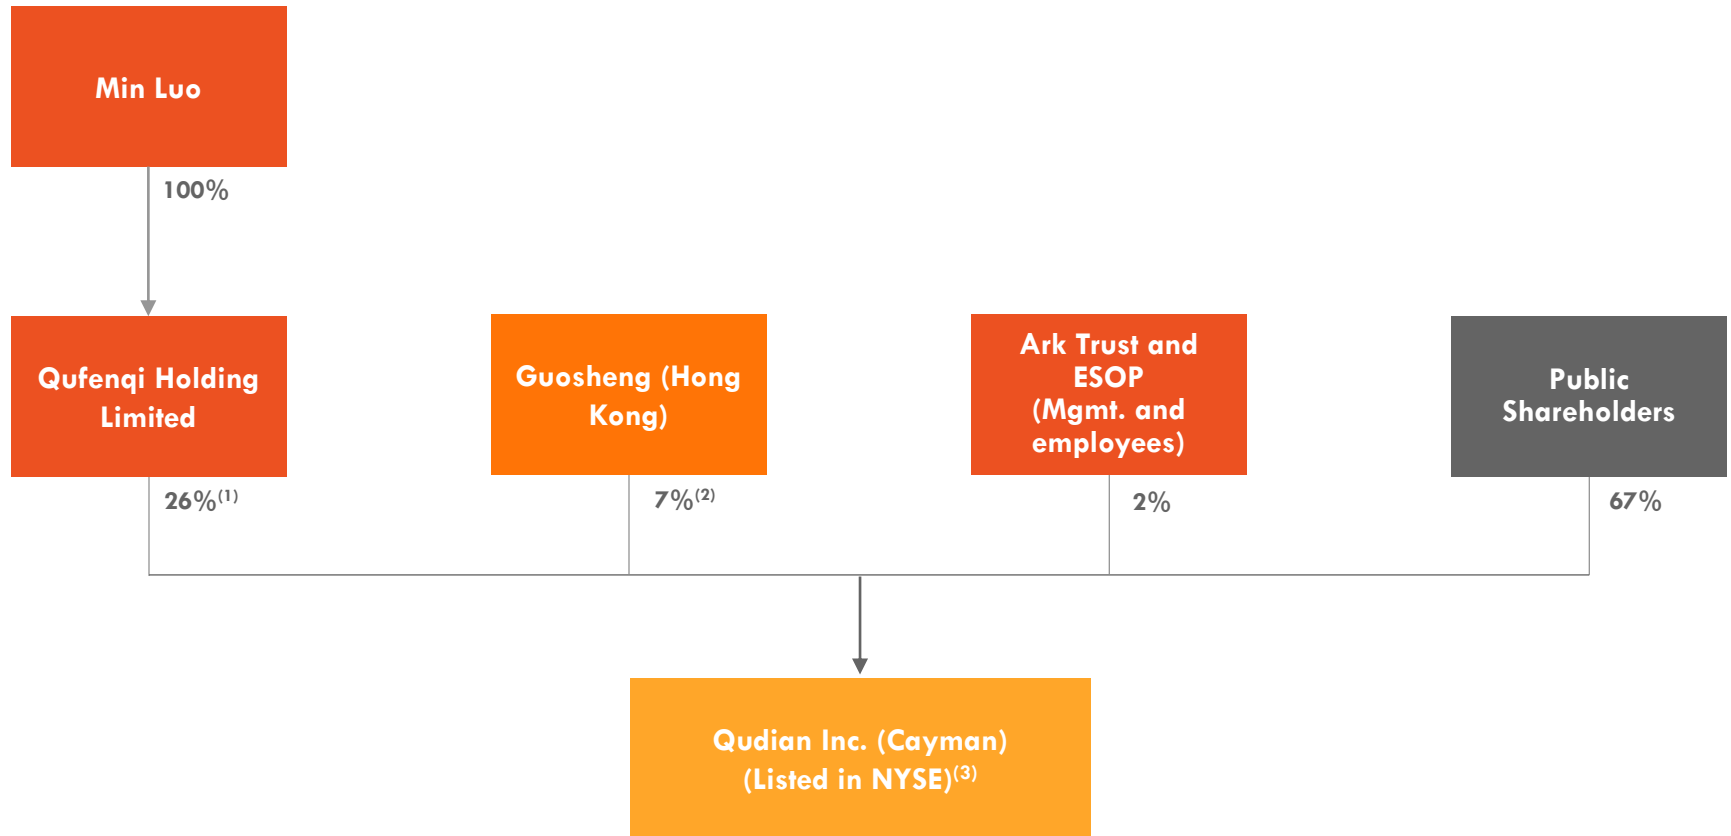 Min Luo
100%
Qufenqi Holding
Limited
Guosheng (Hong
Kong)
Ark Trust and
ESOP
(Mgmt. and
employees)
Public
Shareholders
26%(1)
7%(2)
2%
67%
Qudian Inc. (Cayman)
(Listed in NYSE)(3)